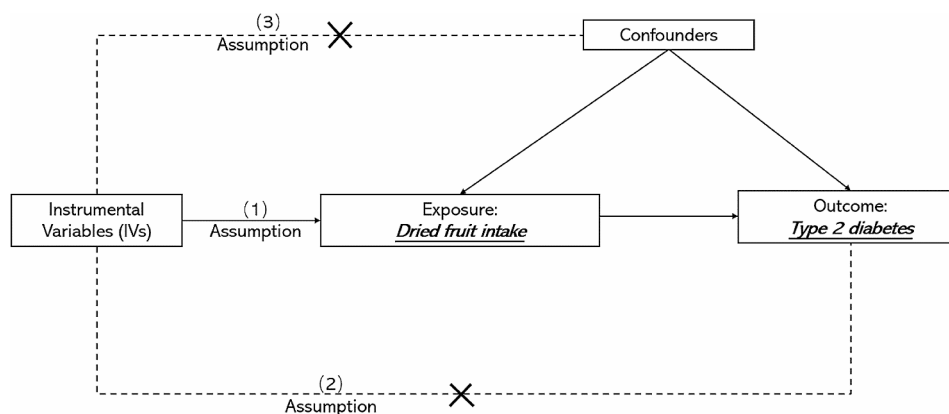 (3)
Assumption
Confounders
Instrumental
Variables (IVs)
(1)
Assumption
Exposure:
Dried fruit intake
Outcome:
Type 2 diabetes
(2)
Assumption